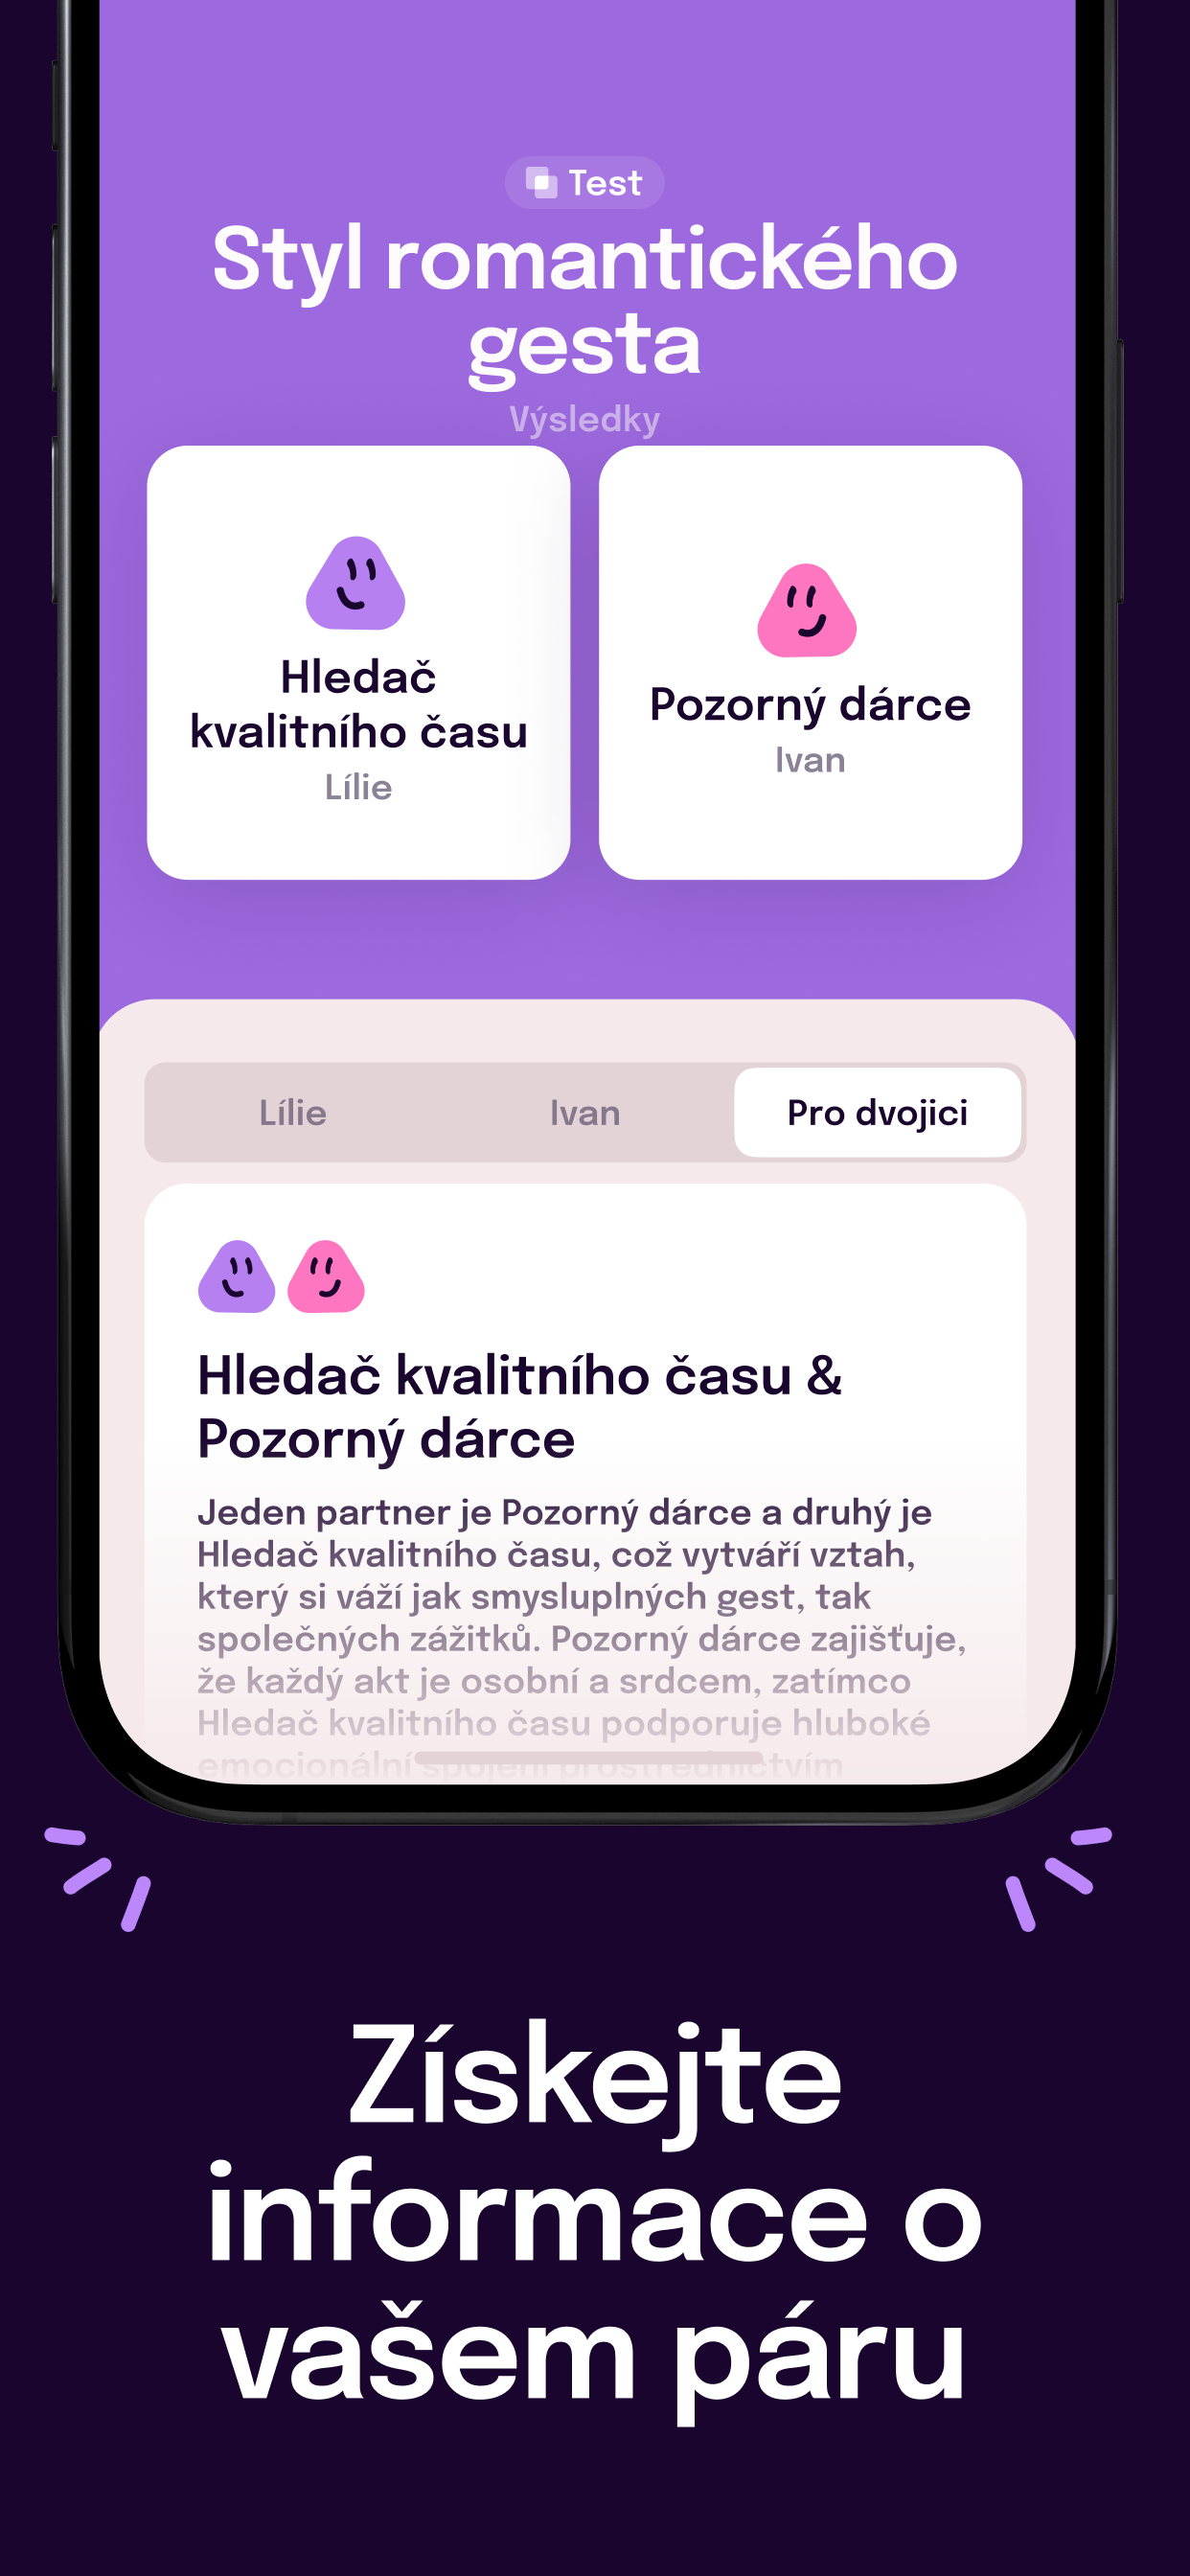 Test
Styl romantického
gesta
Výsledky
Hledač
kvalitního času
Lílie
Pozorný dárce
Ivan
Lílie
Ivan
Pro dvojici
Hledač kvalitního času &
Pozorný dárce
Jeden partner je Pozorný dárce a druhý je
Hledač kvalitního času, což vytváří vztah,
který si váží jak smysluplných gest, tak
společných zážitků. Pozorný dárce zajišťuje,
že každý akt je osobní a srdcem, zatímco
Hledač kvalitního času podporuje hluboké
emocionální spojení prostřednictvím
Získejte
informace o
vašem páru